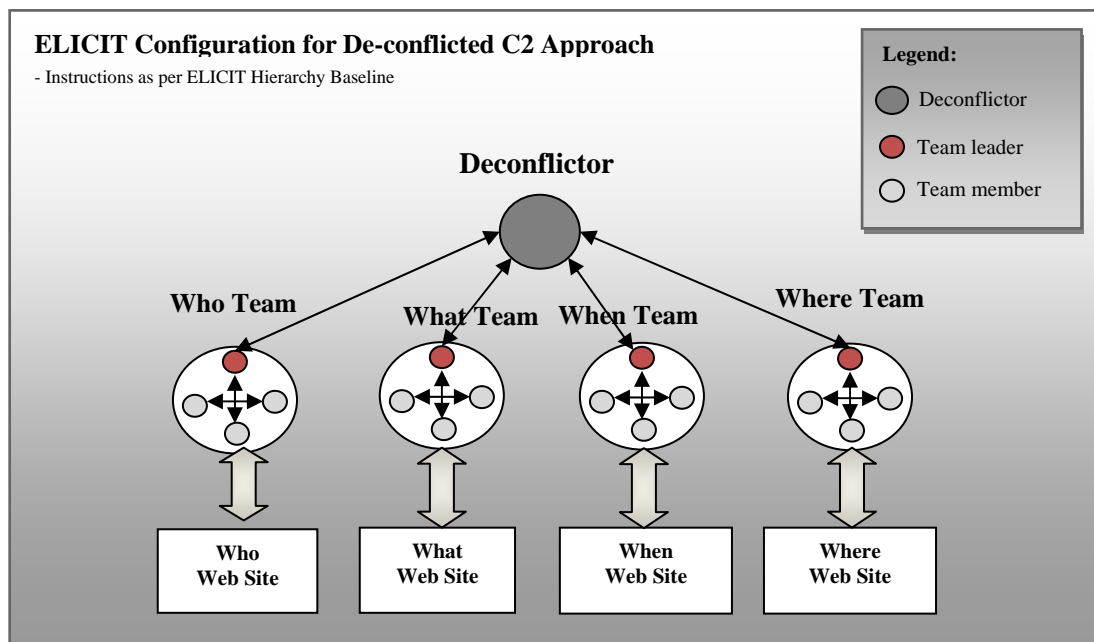 ELICIT Configuration for De-conflicted C2 Approach
- Instructions as per ELICIT Hierarchy Baseline
Legend:
Deconflictor
Team leader
Team member
Deconflictor
Who Team
What Team
When Team
Where Team
Who
Web Site
What
Web Site
When
Web Site
Where
Web Site